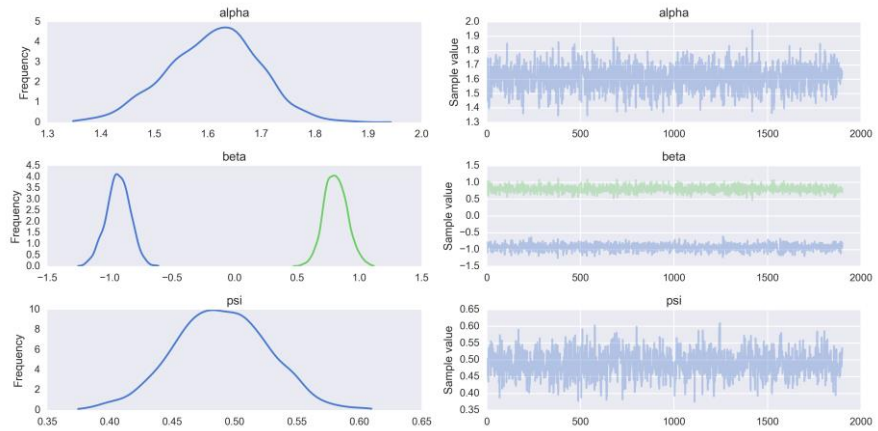 alpha
Frequency
5
4
3
2
1
0
1.3 1.4 1.5 1.6 1.7 1.8 1.9 2.0
alpha
Sample value
2.0
1.9
1.8
1.7
1.6
1.5
1.4
1.3
0 500 1000 1500 2000
beta
Frequency
4.5
4.0
3.5
3.0
2.5
2.0
1.5
1.0
0.5
0.0
−1.5 −1.0 −0.5 0.0 0.5 1.0 1.5
beta
Sample value
1.5
1.0
0.5
0.0
−0.5
−1.0
−1.5
0 500 1000 1500 2000
psi
Frequency
10
8
6
4
2
0
0.35 0.40 0.45 0.50 0.55 0.60 0.65
psi
Sample value
0.65
0.60
0.55
0.50
0.45
0.40
0.35
0 500 1000 1500 2000